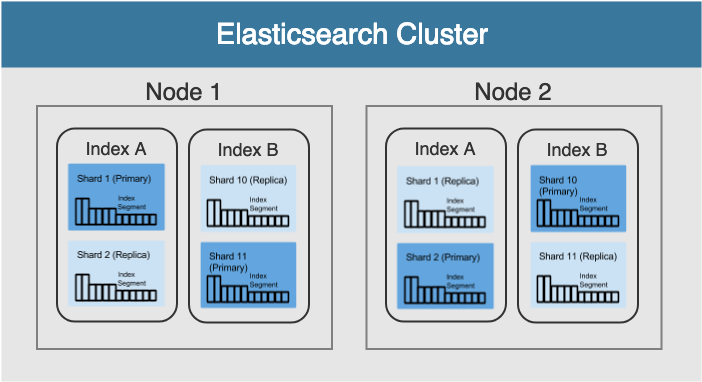 Elasticsearch Cluster
Node 1
Index A
Shard 1 (Primary)
Index
Segment
Shard 2 (Replica)
Index
Segment
Index B
Shard 10 (Replica)
Index
Segment
Shard 11
(Primary)
Index
Segment
Node 2
Index A
Shard 1 (Replica)
Index
Segment
Shard 2 (Primary)
Index
Segment
Index B
Shard 10
(Primary)
Index
Segment
Shard 11 (Replica)
Index
Segment